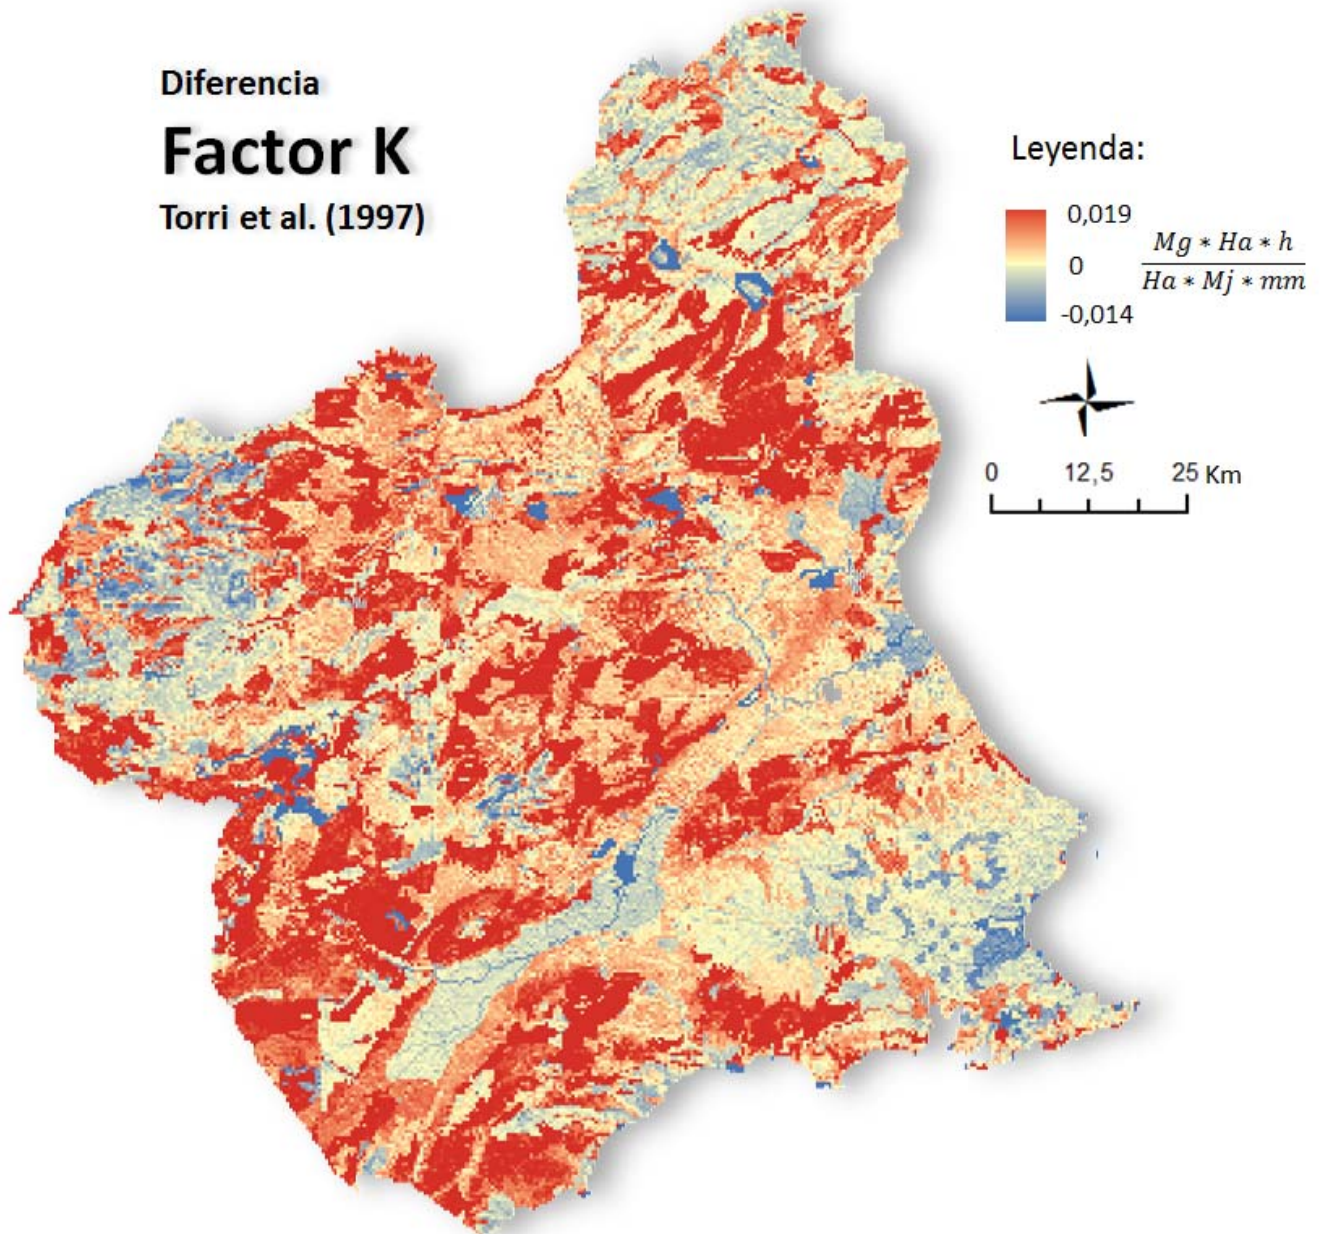 Diferencia
Factor K
Torri et al. (1997)
Leyenda:
0,019
0
-0,014
Mg * Ha * h
Ha * Mj * mm
0 12,5 25 Km